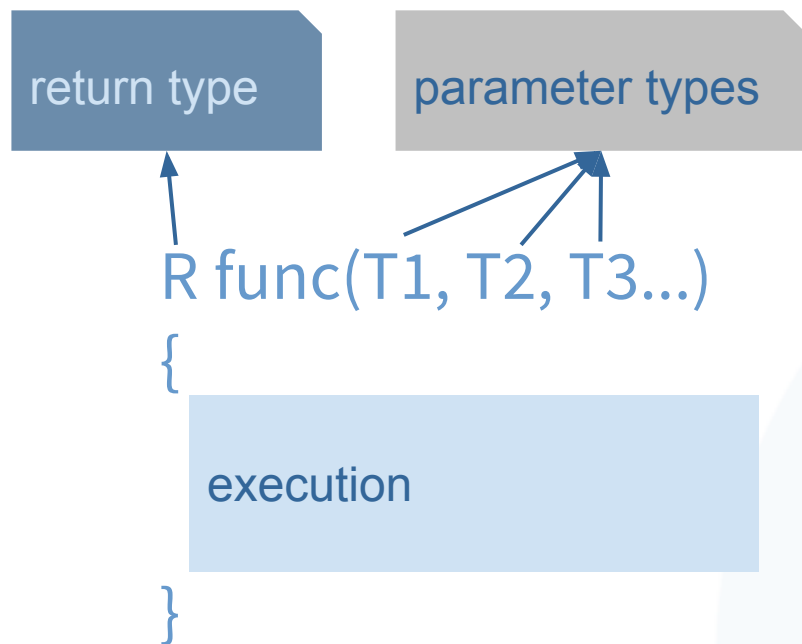 return type
parameter types
R func(T1, T2, T3...)
{
execution
}